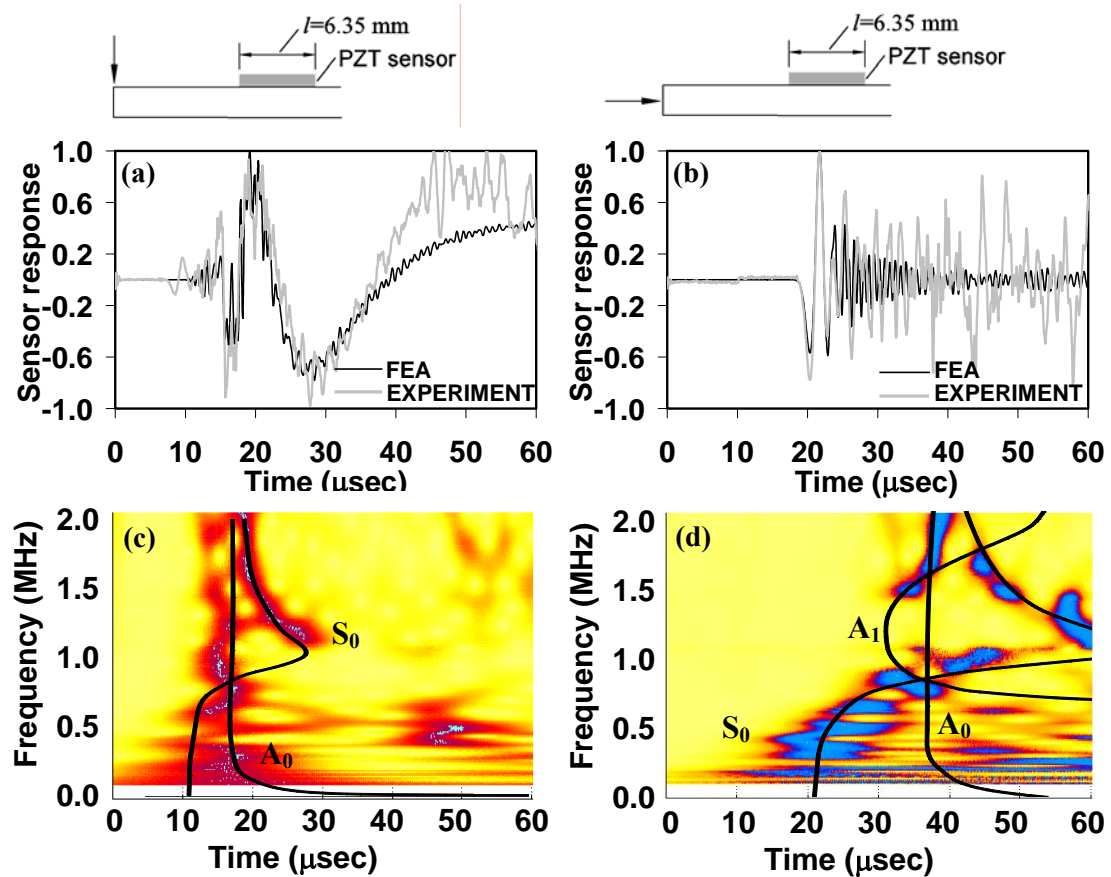 l=6.35 mm
PZT sensor
l=6.35 mm
PZT sensor
(a)
Sensor response
1.0
0.6
0.2
-0.2
-0.6
-1.0
FEA
EXPERIMENT
0 10 20 30 40 50 60
Time (μsec)
(b)
Sensor response
1.0
0.6
0.2
-0.2
-0.6
-1.0
FEA
EXPERIMENT
0 10 20 30 40 50 60
Time (μsec)
(c)
Frequency (MHz)
2.0
1.5
1.0
0.5
0.0
S₀
A₀
0 10 20 30 40 50 60
Time (μsec)
(d)
Frequency (MHz)
2.0
1.5
1.0
0.5
0.0
A₁
S₀
A₀
0 10 20 30 40 50 60
Time (μsec)